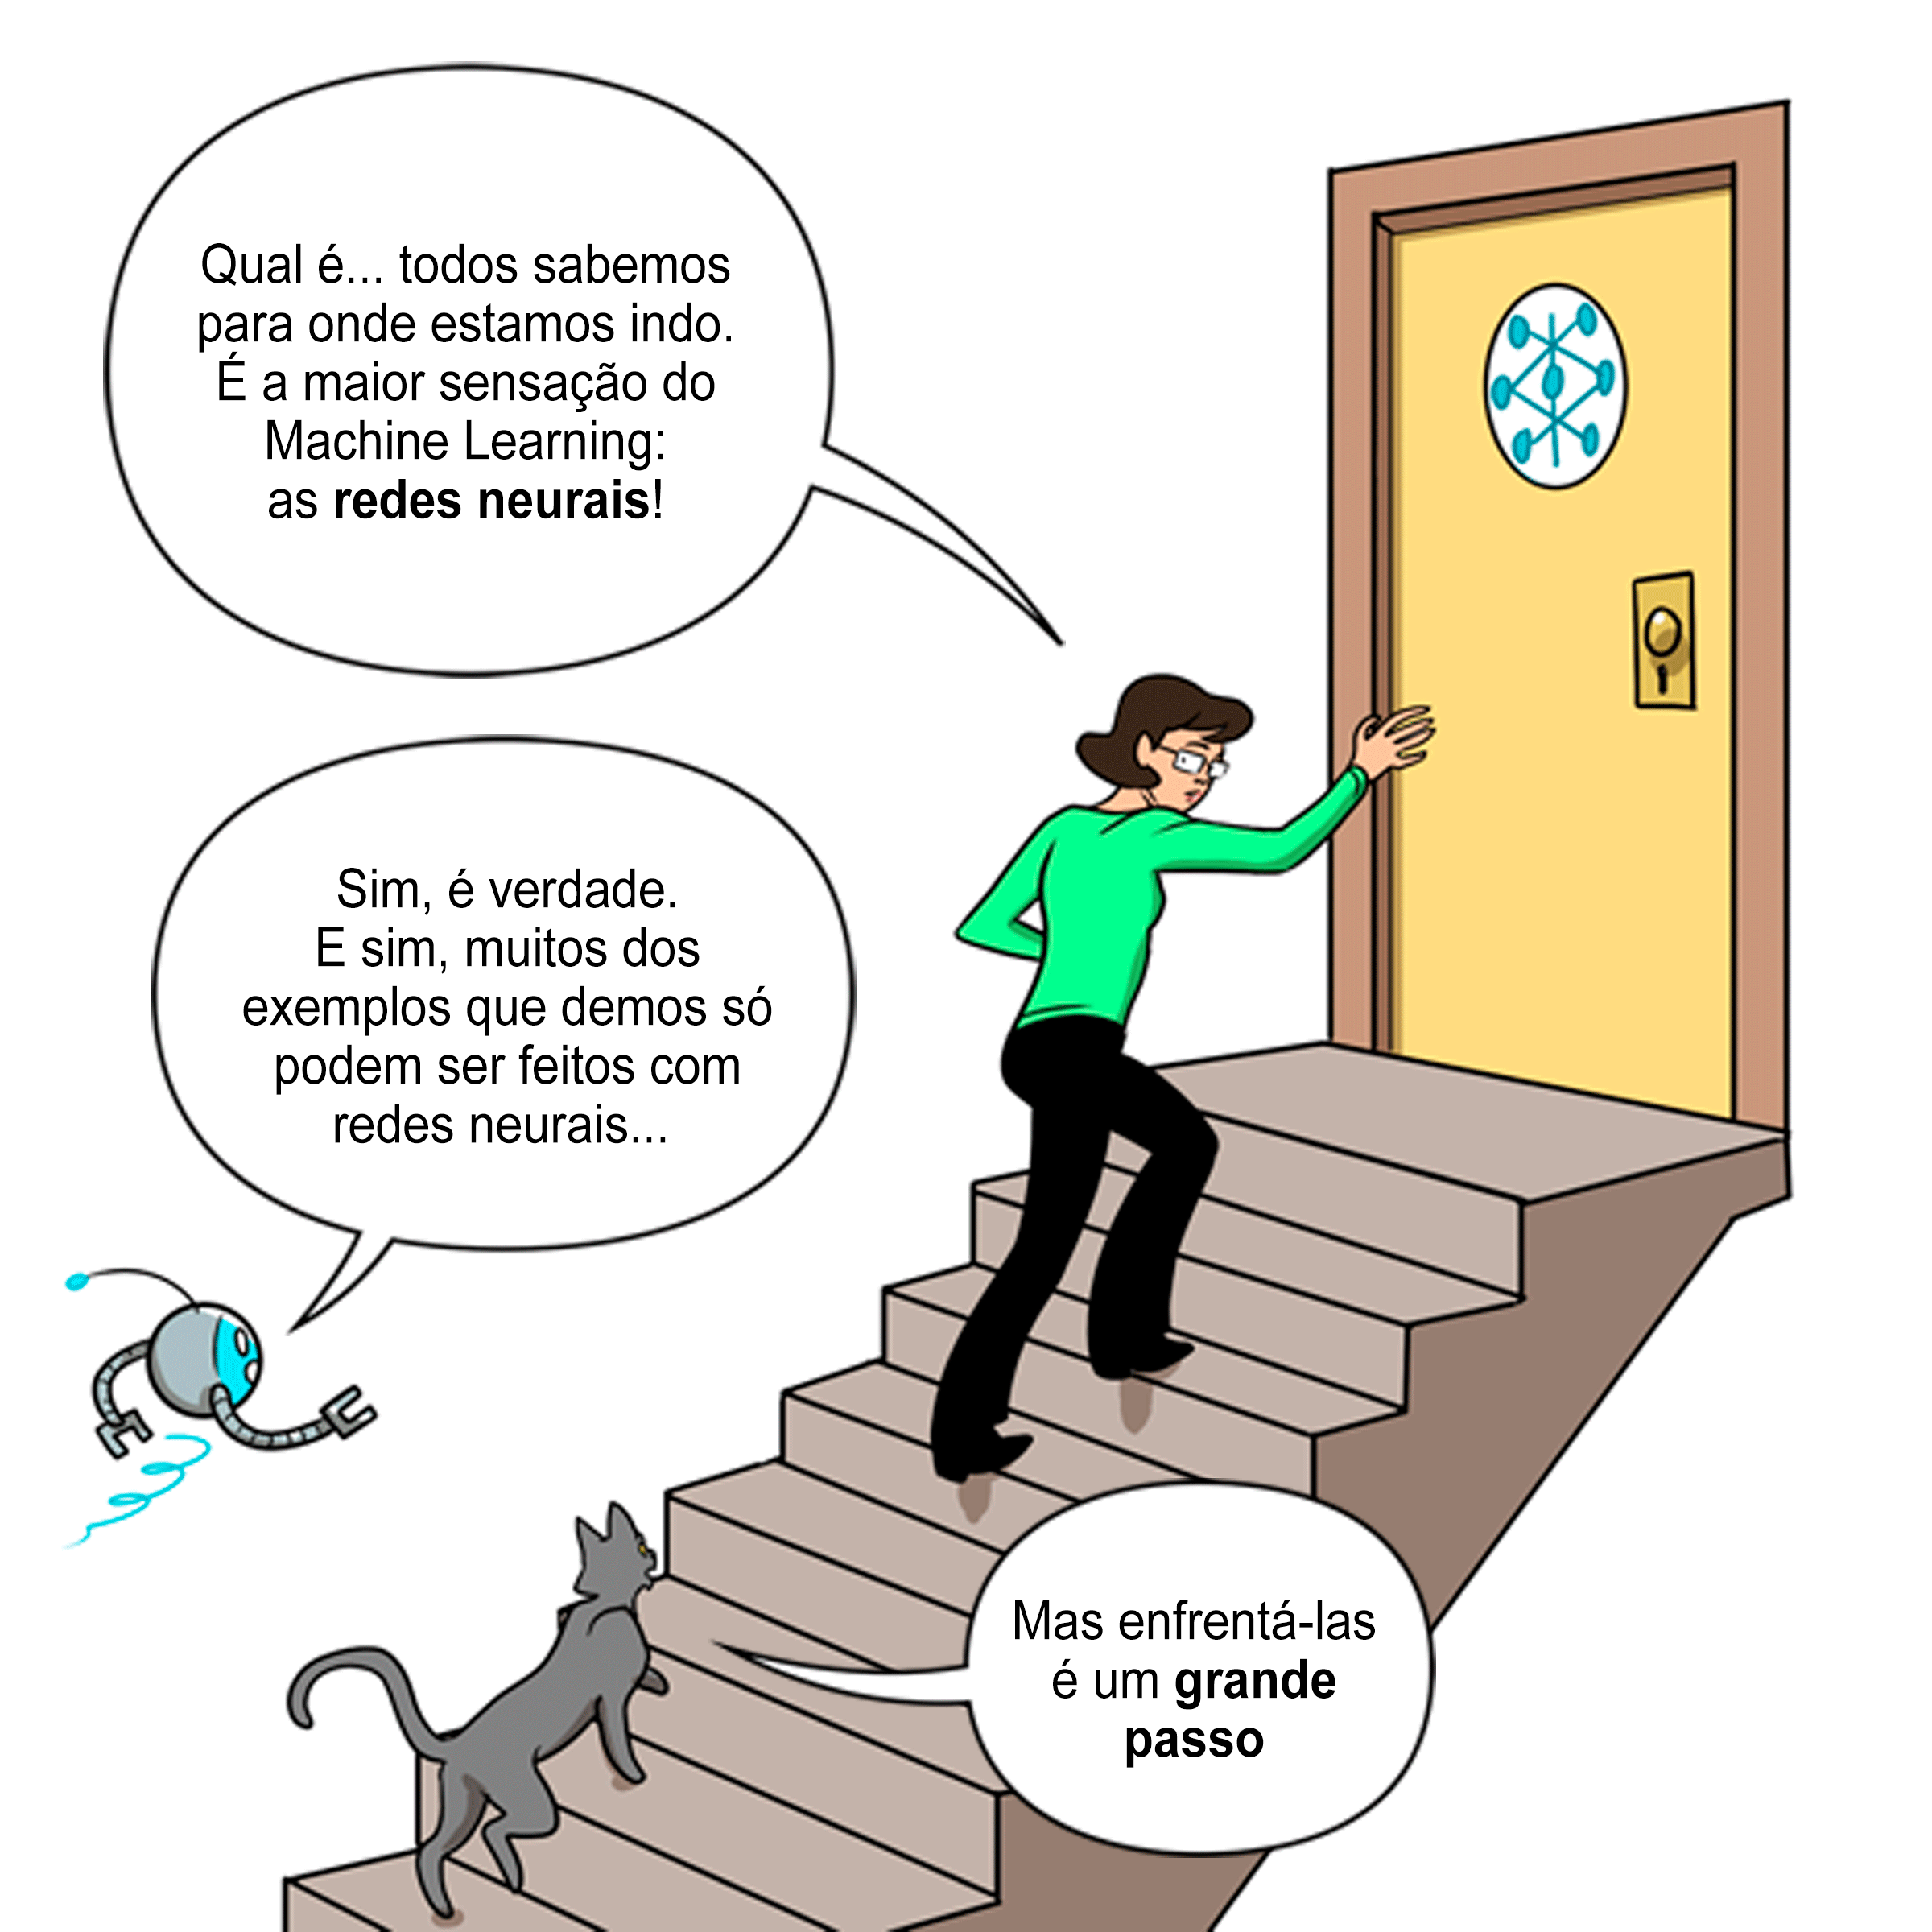 Qual é... todos sabemos
para onde estamos indo.
É a maior sensação do
Machine Learning:
as redes neurais!
Sim, é verdade.
E sim, muitos dos
exemplos que demos só
podem ser feitos com
redes neurais...
Mas enfrentá-las
é um grande
passo